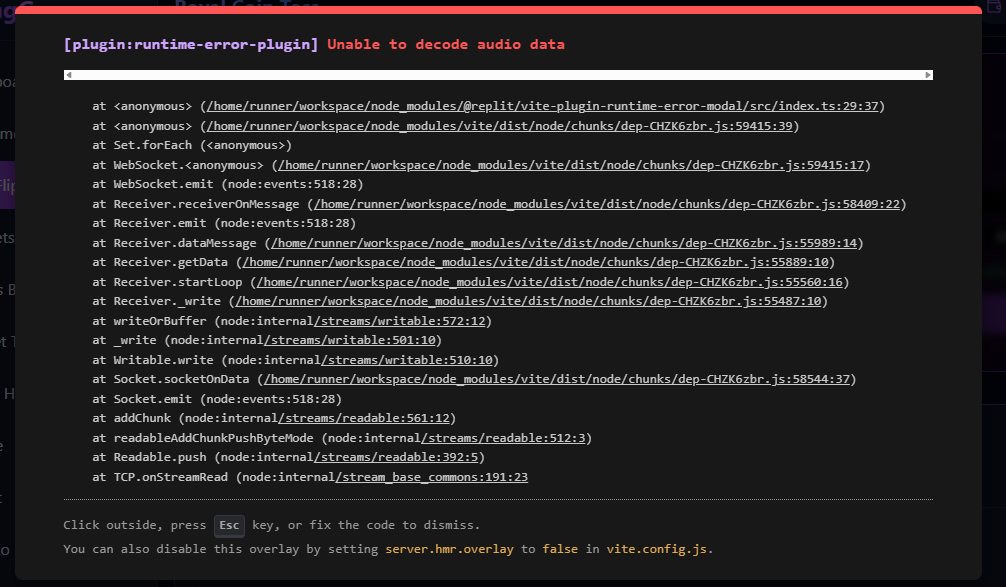 [plugin:runtime-error-plugin] Unable to decode audio data
at <anonymous> (/home/runner/workspace/node_modules/@replit/vite-plugin-runtime-error-modal/src/index.ts:29:37)
at <anonymous> (/home/runner/workspace/node_modules/vite/dist/node/chunks/dep-CHZK6zbr.js:59415:39)
at Set.forEach (<anonymous>)
at WebSocket.<anonymous> (/home/runner/workspace/node_modules/vite/dist/node/chunks/dep-CHZK6zbr.js:59415:17)
at WebSocket.emit (node:events:518:28)
at Receiver.receiverOnMessage (/home/runner/workspace/node_modules/vite/dist/node/chunks/dep-CHZK6zbr.js:58409:22)
at Receiver.emit (node:events:518:28)
at Receiver.dataMessage (/home/runner/workspace/node_modules/vite/dist/node/chunks/dep-CHZK6zbr.js:55989:14)
at Receiver.getData (/home/runner/workspace/node_modules/vite/dist/node/chunks/dep-CHZK6zbr.js:55889:10)
at Receiver.startLoop (/home/runner/workspace/node_modules/vite/dist/node/chunks/dep-CHZK6zbr.js:55560:16)
at Receiver._write (/home/runner/workspace/node_modules/vite/dist/node/chunks/dep-CHZK6zbr.js:55487:10)
at writeOrBuffer (node:internal/streams/writable:572:12)
at _write (node:internal/streams/writable:501:10)
at Writable.write (node:internal/streams/writable:510:10)
at Socket.socketOnData (/home/runner/workspace/node_modules/vite/dist/node/chunks/dep-CHZK6zbr.js:58544:37)
at Socket.emit (node:events:518:28)
at addChunk (node:internal/streams/readable:561:12)
at readableAddChunkPushByteMode (node:internal/streams/readable:512:3)
at Readable.push (node:internal/streams/readable:392:5)
at TCP.onStreamRead (node:internal/stream_base_commons:191:23
Click outside, press Esc key, or fix the code to dismiss.
You can also disable this overlay by setting server.hmr.overlay to false in vite.config.js.